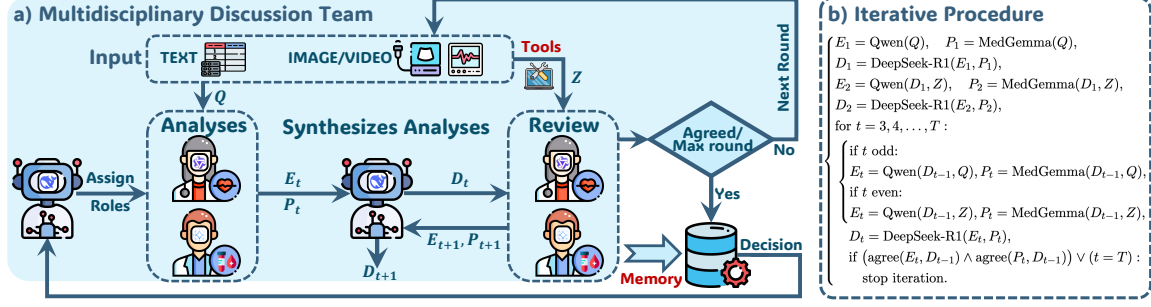 a) Multidisciplinary Discussion Team
Input
TEXT
IMAGE/VIDEO
Tools
Q
Z
Next Round
Analyses
Synthesizes Analyses
Review
Agreed/
Max round
No
Yes
Assign
Roles
E_t
P_t
D_t
E_{t+1}, P_{t+1}
D_{t+1}
Memory
Decision
b) Iterative Procedure
E_1 = Qwen(Q), P_1 = MedGemma(Q),
D_1 = DeepSeek-R1(E_1, P_1),
E_2 = Qwen(D_1, Z), P_2 = MedGemma(D_1, Z),
D_2 = DeepSeek-R1(E_2, P_2),
for t = 3, 4, . . . , T :
if t odd:
E_t = Qwen(D_{t−1}, Q), P_t = MedGemma(D_{t−1}, Q),
if t even:
E_t = Qwen(D_{t−1}, Z), P_t = MedGemma(D_{t−1}, Z),
D_t = DeepSeek-R1(E_t, P_t),
if (agree(E_t, D_{t−1}) ∧ agree(P_t, D_{t−1})) ∨ (t = T) :
stop iteration.